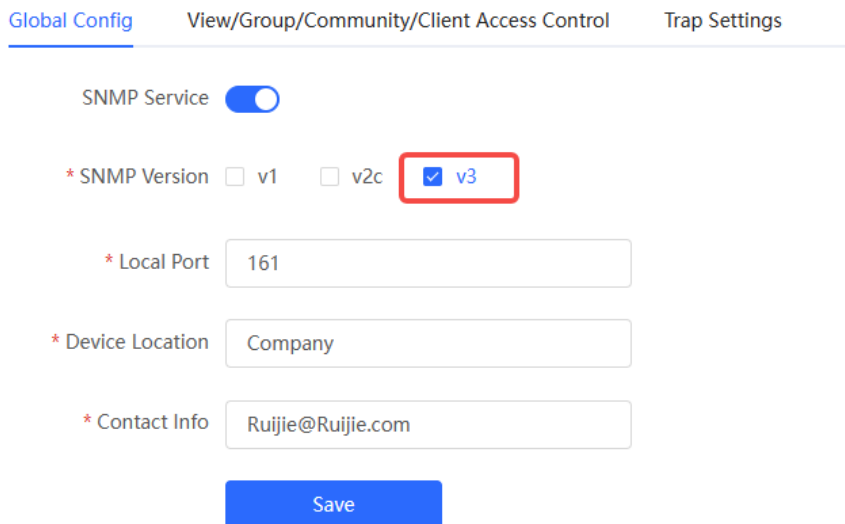 Global Config View/Group/Community/Client Access Control Trap Settings
SNMP Service
* SNMP Version v1 v2c v3
* Local Port 161
* Device Location Company
* Contact Info Ruijie@Ruijie.com
Save